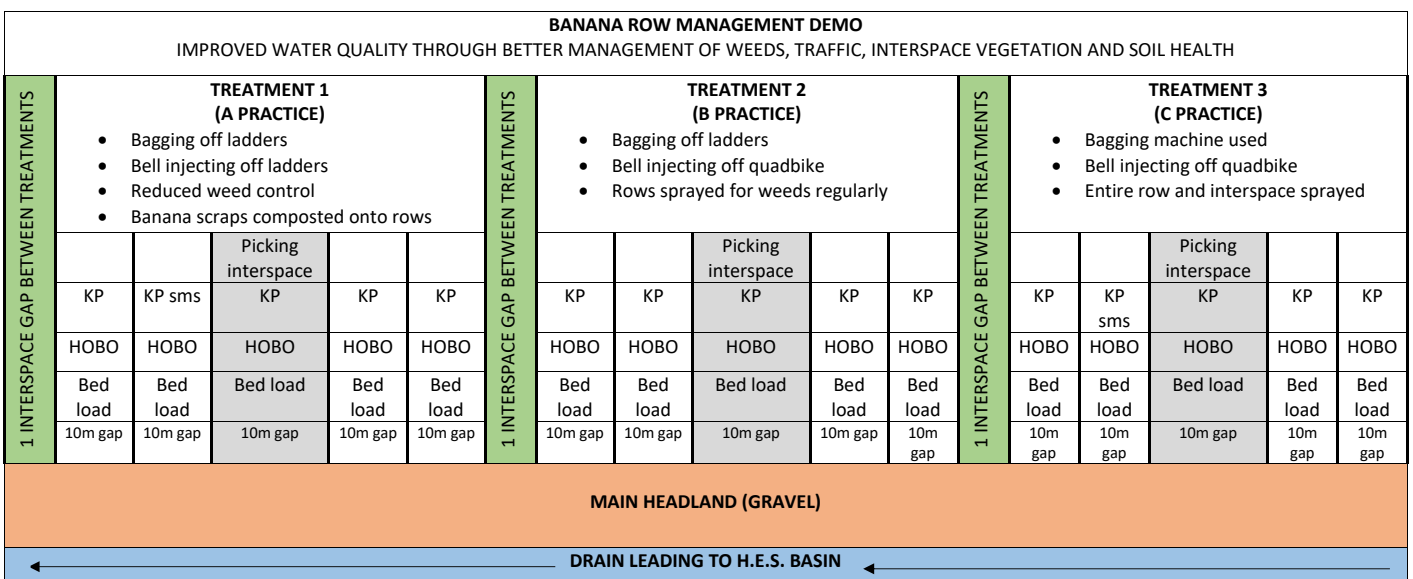 BANANA ROW MANAGEMENT DEMO
IMPROVED WATER QUALITY THROUGH BETTER MANAGEMENT OF WEEDS, TRAFFIC, INTERSPACE VEGETATION AND SOIL HEALTH
1 INTERSPACE GAP BETWEEN TREATMENTS
TREATMENT 1
(A PRACTICE)
• Bagging off ladders
• Bell injecting off ladders
• Reduced weed control
• Banana scraps composted onto rows
Picking
interspace
KP KP sms KP KP KP
HOBO HOBO HOBO HOBO HOBO
Bed Bed Bed load Bed Bed
load load load load
10m gap 10m gap 10m gap 10m gap 10m gap
1 INTERSPACE GAP BETWEEN TREATMENTS
TREATMENT 2
(B PRACTICE)
• Bagging off ladders
• Bell injecting off quadbike
• Rows sprayed for weeds regularly
Picking
interspace
KP KP KP KP KP
HOBO HOBO HOBO HOBO HOBO
Bed Bed Bed load Bed Bed
load load load load
10m gap 10m gap 10m gap 10m gap 10m
gap
1 INTERSPACE GAP BETWEEN TREATMENTS
TREATMENT 3
(C PRACTICE)
• Bagging machine used
• Bell injecting off quadbike
• Entire row and interspace sprayed
Picking
interspace
KP KP KP KP KP
sms
HOBO HOBO HOBO HOBO HOBO
Bed Bed Bed load Bed Bed
load load load load
10m 10m 10m gap 10m 10m
gap gap gap gap
MAIN HEADLAND (GRAVEL)
DRAIN LEADING TO H.E.S. BASIN